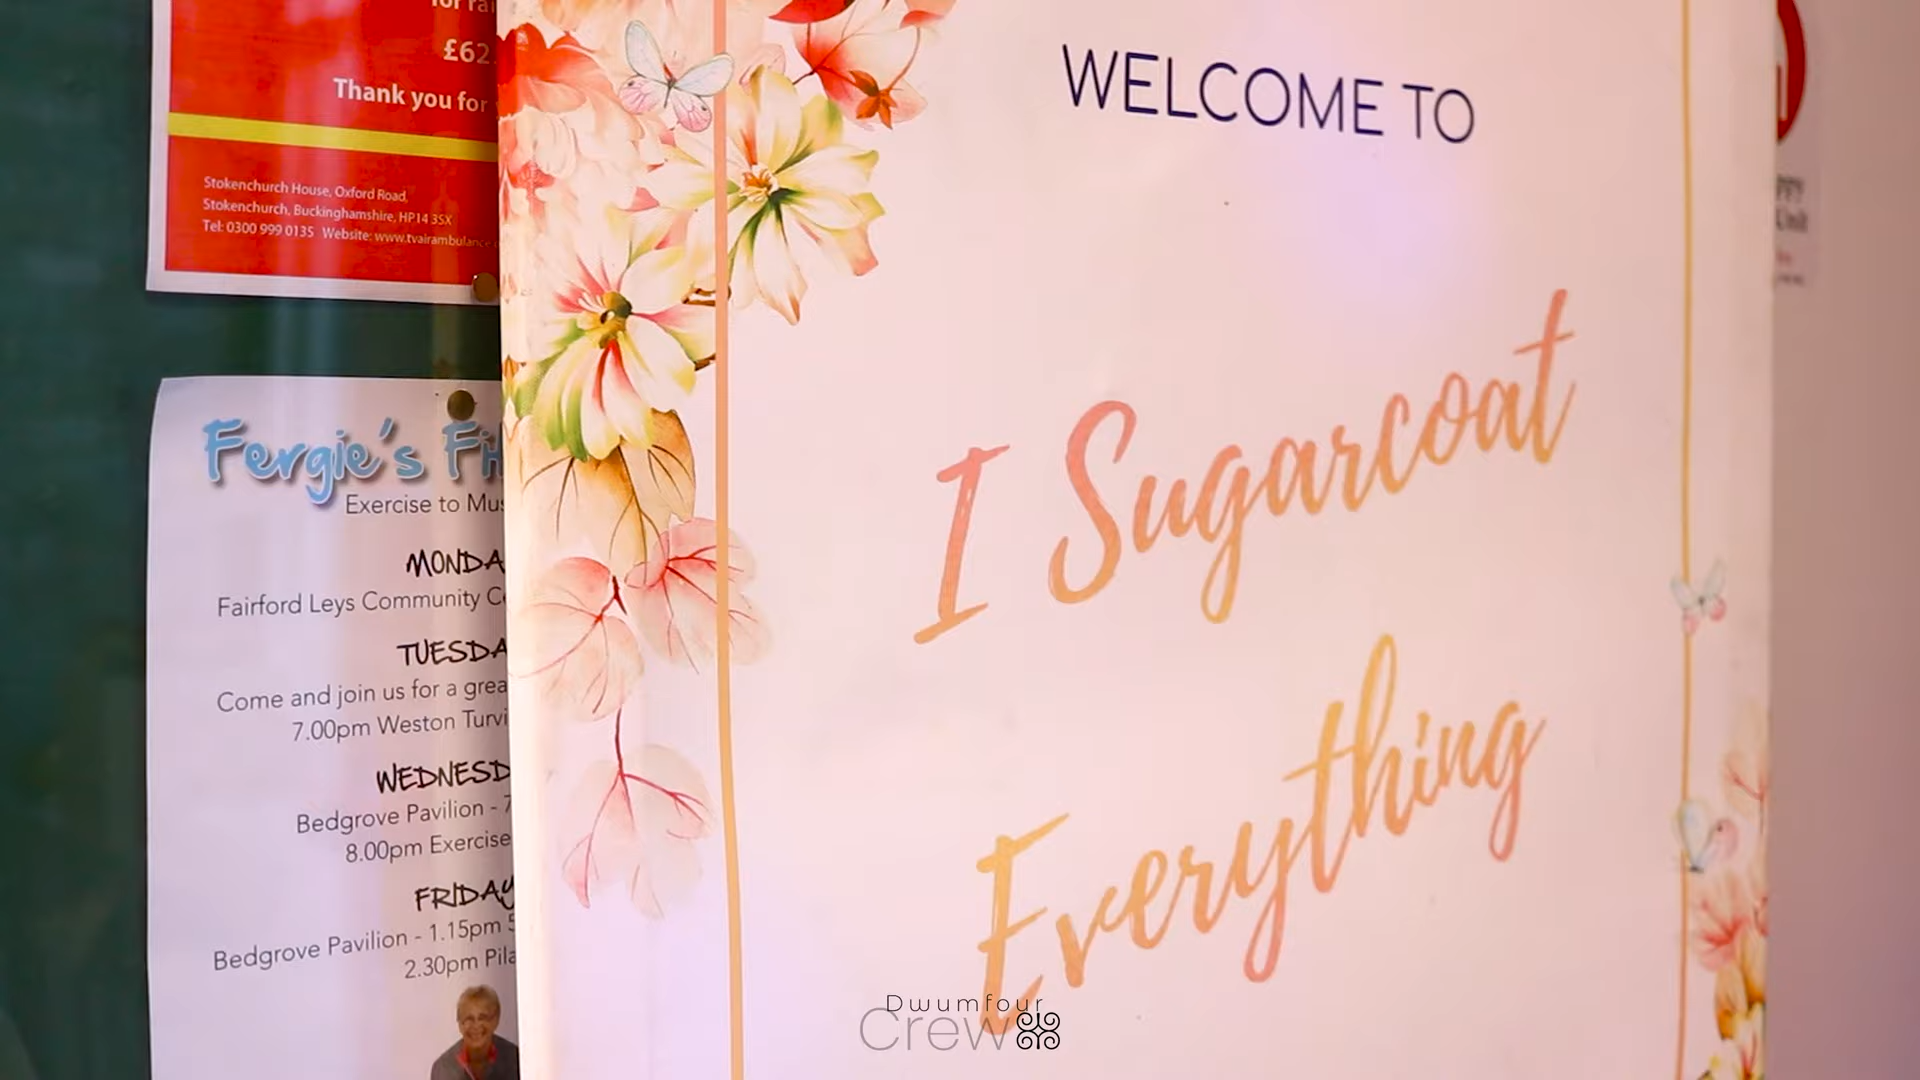 for rai
£62
Thank you for
Stokenchurch House, Oxford Road,
Stokenchurch, Buckinghamshire, HP14 3SX
Tel: 0300 999 0135 Website: www.tvairambulance
Fergie's Fit
Exercise to Mus
MONDA
Fairford Leys Community C
TUESDA
Come and join us for a grea
7.00pm Weston Turvi
WEDNESD
Bedgrove Pavilion - 7
8.00pm Exercise
FRIDAY
Bedgrove Pavilion - 1.15pm
2.30pm Pila
WELCOME TO
I Sugarcoat
Everything
Dwumfour
Crew